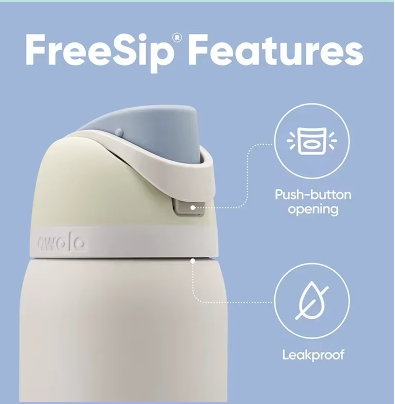 FreeSip® Features
Push-button
opening
owala
Leakproof